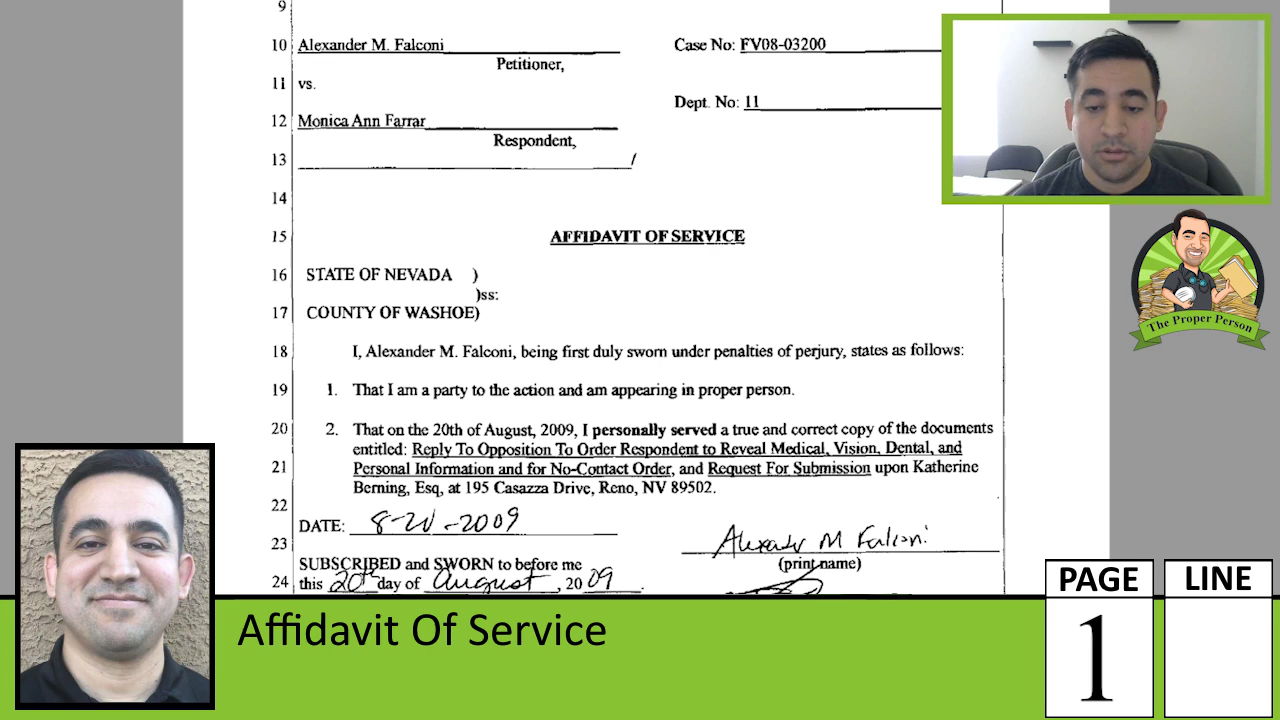 9
10 Alexander M. Falconi Case No: FV08-03200
Petitioner,
11 vs.
Dept. No: 11
12 Monica Ann Farrar
Respondent,
13 /
14
15 AFFIDAVIT OF SERVICE
16 STATE OF NEVADA )
)ss:
17 COUNTY OF WASHOE)
18 I, Alexander M. Falconi, being first duly sworn under penalties of perjury, states as follows:
19 1. That I am a party to the action and am appearing in proper person.
20 2. That on the 20th of August, 2009, I personally served a true and correct copy of the documents
entitled: Reply To Opposition To Order Respondent to Reveal Medical, Vision, Dental, and
21 Personal Information and for No-Contact Order, and Request For Submission upon Katherine
Berning, Esq, at 195 Casazza Drive, Reno, NV 89502.
22
DATE: 8-20-2009
23 Alexander M Falconi
SUBSCRIBED and SWORN to before me (print name)
24 this 20th day of August, 2009
The Proper Person
Affidavit Of Service
PAGE LINE
1